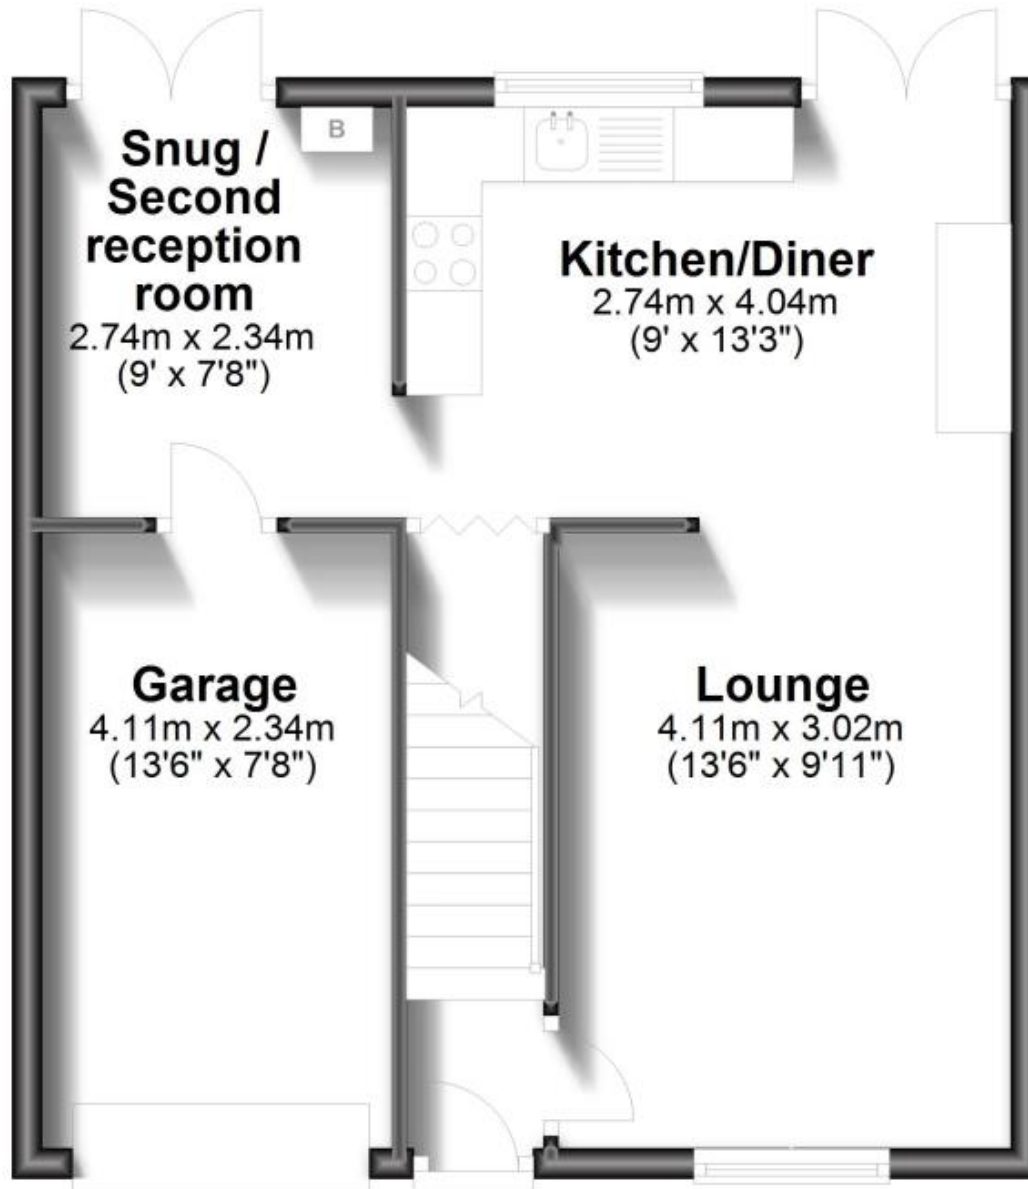 Snug /
Second
reception
room
2.74m x 2.34m
(9' x 7'8")
B
Kitchen/Diner
2.74m x 4.04m
(9' x 13'3")
Garage
4.11m x 2.34m
(13'6" x 7'8")
Lounge
4.11m x 3.02m
(13'6" x 9'11")